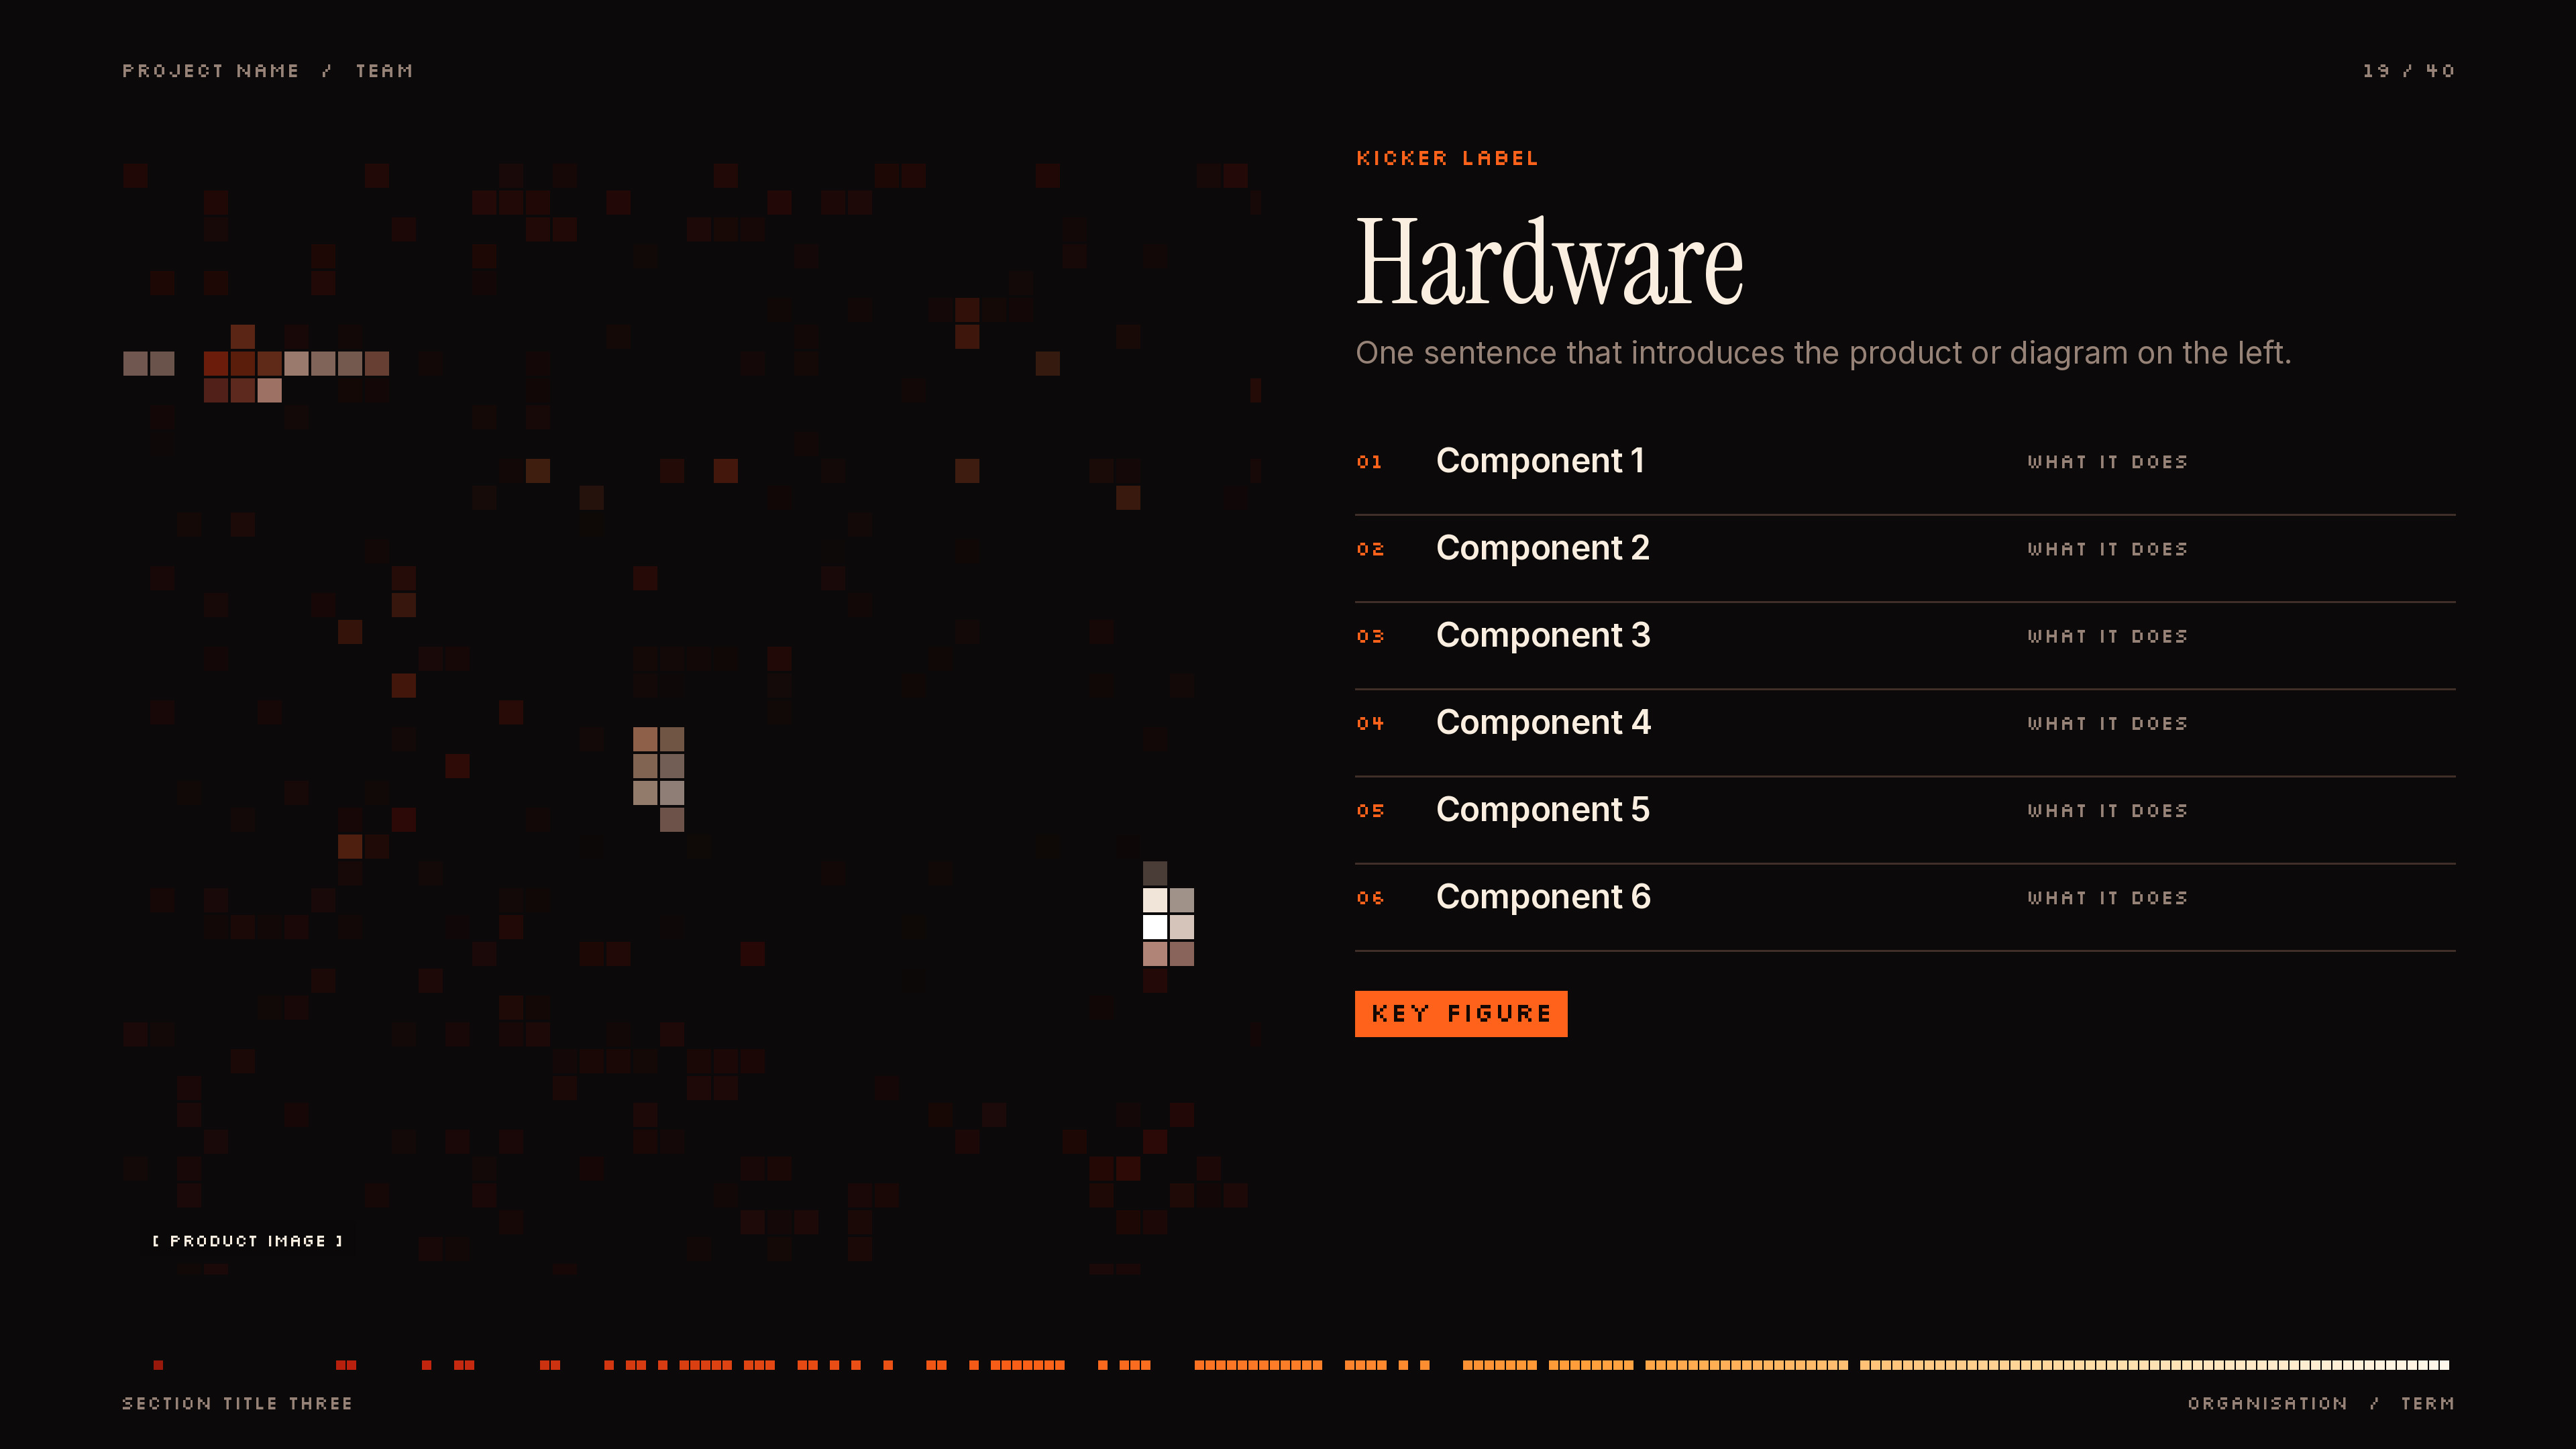 PROJECT NAME / TEAM
19 / 40
KICKER LABEL
Hardware
One sentence that introduces the product or diagram on the left.
01 Component 1 WHAT IT DOES
02 Component 2 WHAT IT DOES
03 Component 3 WHAT IT DOES
04 Component 4 WHAT IT DOES
05 Component 5 WHAT IT DOES
06 Component 6 WHAT IT DOES
KEY FIGURE
[ PRODUCT IMAGE ]
SECTION TITLE THREE
ORGANISATION / TERM